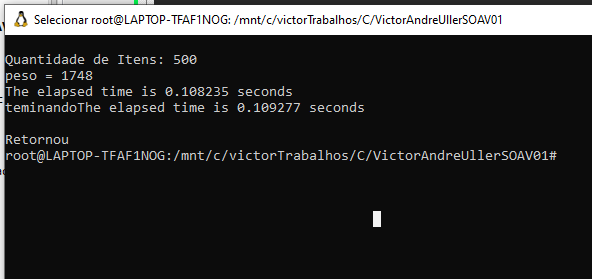 Selecionar root@LAPTOP-TFAF1NOG: /mnt/c/victorTrabalhos/C/VictorAndreUllerSOAV01
Quantidade de Itens: 500
peso = 1748
The elapsed time is 0.108235 seconds
teminandoThe elapsed time is 0.109277 seconds
Retornou
root@LAPTOP-TFAF1NOG:/mnt/c/victorTrabalhos/C/VictorAndreUllerSOAV01#